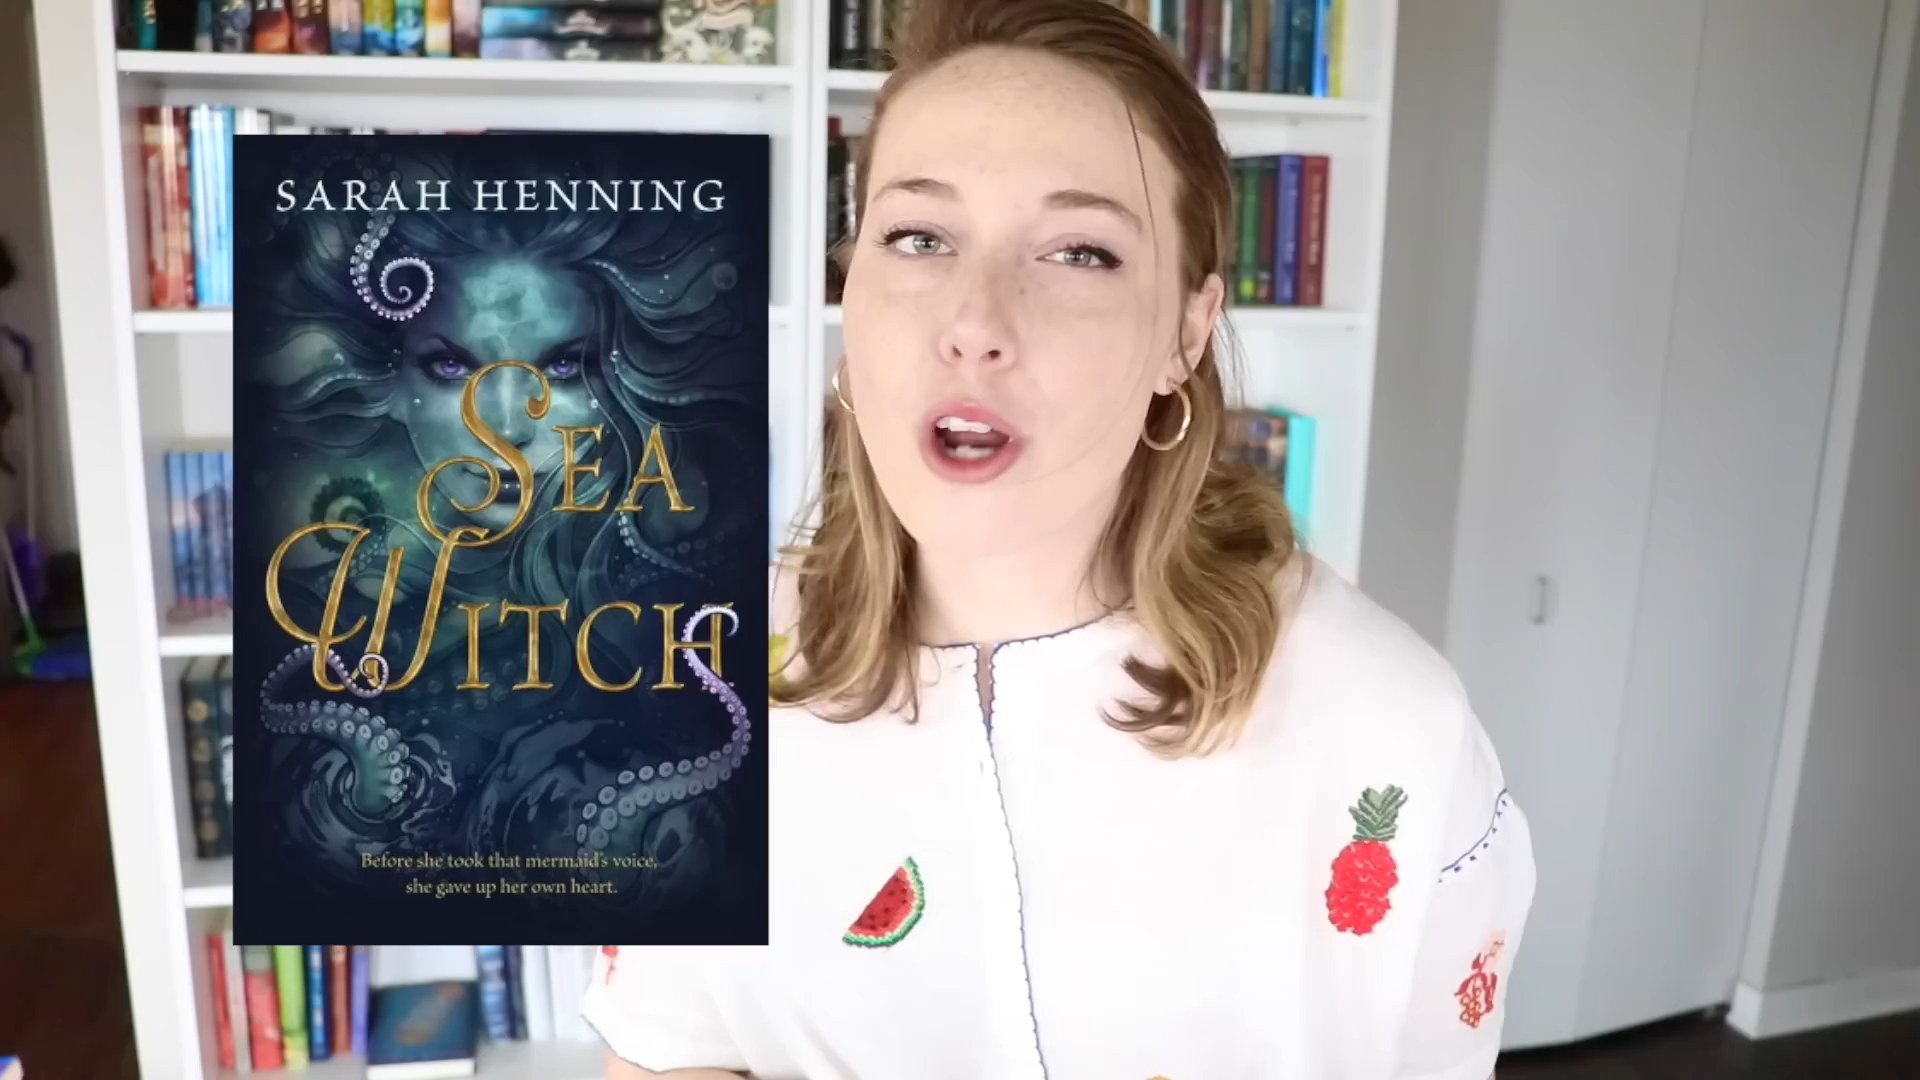 SARAH HENNING
SEA
WITCH
Before she took that mermaid's voice,
she gave up her own heart.